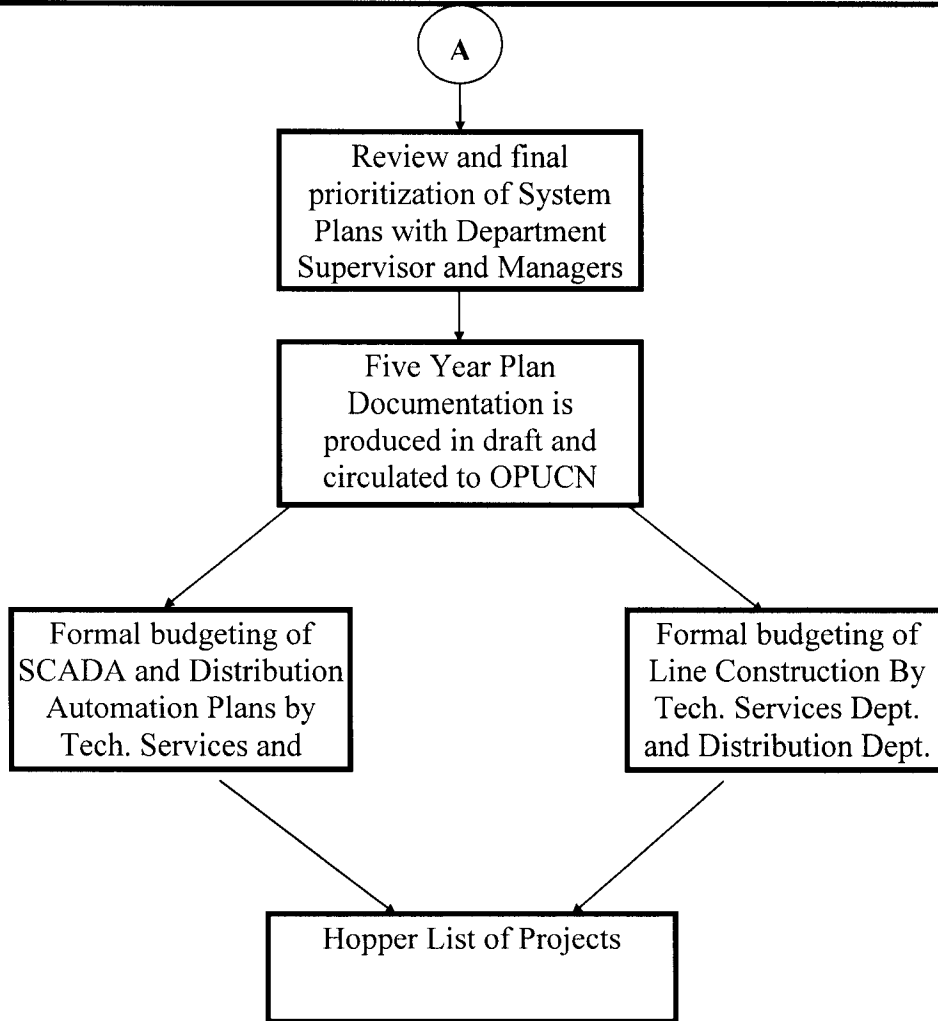 A
Review and final
prioritization of System
Plans with Department
Supervisor and Managers
Five Year Plan
Documentation is
produced in draft and
circulated to OPUCN
Formal budgeting of
SCADA and Distribution
Automation Plans by
Tech. Services and
Formal budgeting of
Line Construction By
Tech. Services Dept.
and Distribution Dept.
Hopper List of Projects